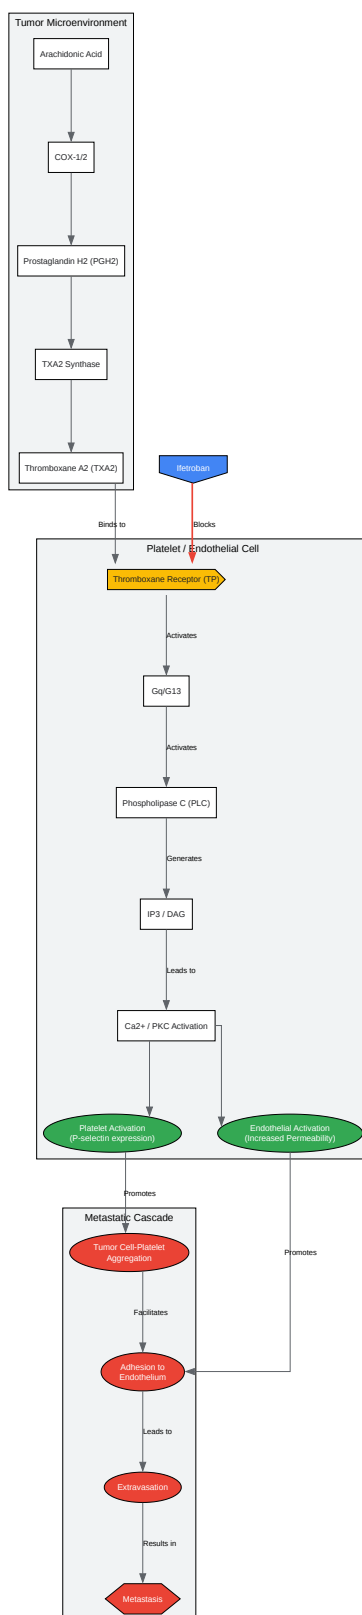 Tumor Microenvironment
Arachidonic Acid
COX-1/2
Prostaglandin H2 (PGH2)
TXA2 Synthase
Thromboxane A2 (TXA2)
Ifetroban
Binds to
Blocks
Platelet / Endothelial Cell
Thromboxane Receptor (TP)
Activates
Gq/G13
Activates
Phospholipase C (PLC)
Generates
IP3 / DAG
Leads to
Ca2+ / PKC Activation
Platelet Activation
(P-selectin expression)
Endothelial Activation
(Increased Permeability)
Promotes
Metastatic Cascade
Tumor Cell-Platelet
Aggregation
Promotes
Facilitates
Adhesion to
Endothelium
Leads to
Extravasation
Results in
Metastasis